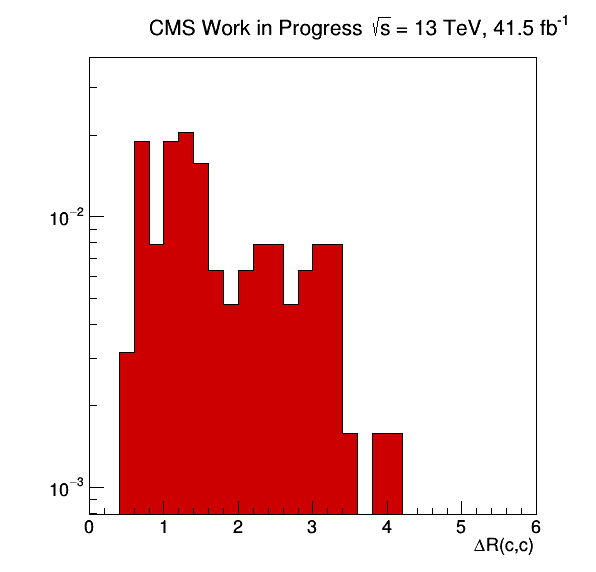 CMS Work in Progress √s = 13 TeV, 41.5 fb⁻¹
10⁻²
10⁻³
0 1 2 3 4 5 6
ΔR(c,c)